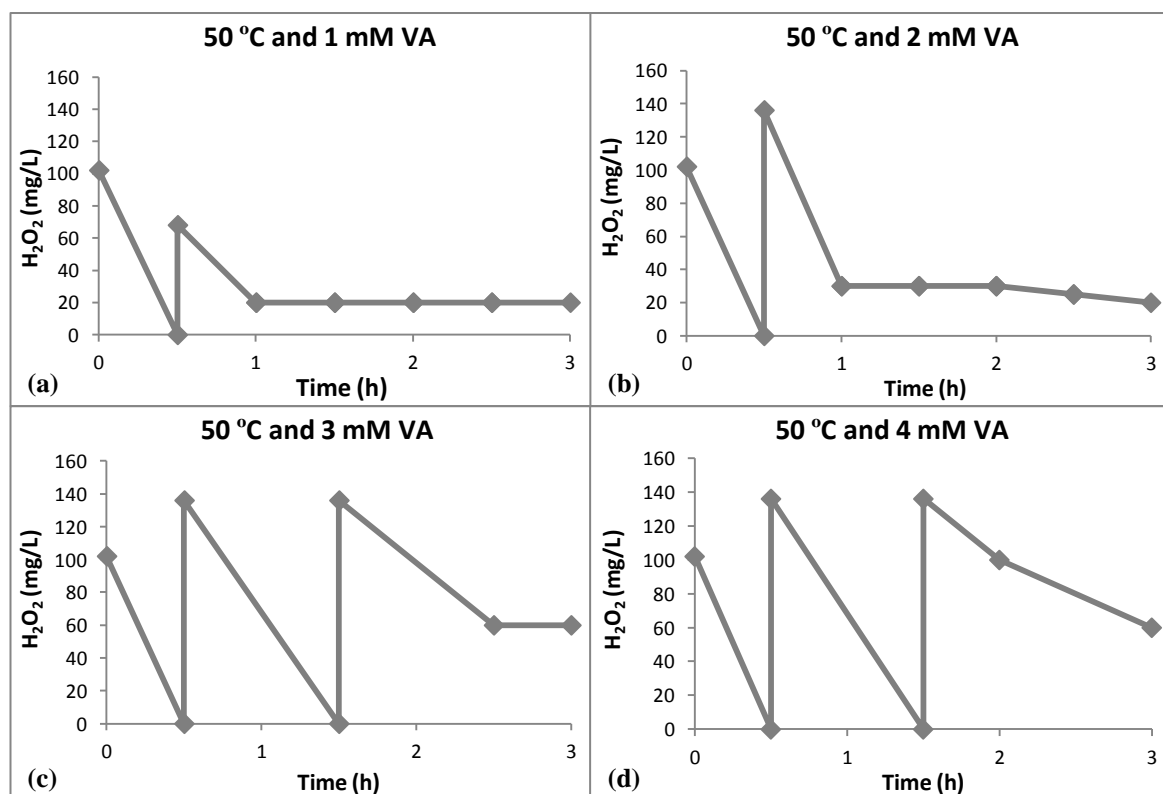 50 °C and 1 mM VA
160
140
120
100
80
60
40
20
0
H₂O₂ (mg/L)
0 1 2 3
(a) Time (h)
50 °C and 2 mM VA
160
140
120
100
80
60
40
20
0
H₂O₂ (mg/L)
0 1 2 3
(b) Time (h)
50 °C and 3 mM VA
160
140
120
100
80
60
40
20
0
H₂O₂ (mg/L)
0 1 2 3
(c) Time (h)
50 °C and 4 mM VA
160
140
120
100
80
60
40
20
0
H₂O₂ (mg/L)
0 1 2 3
(d) Time (h)